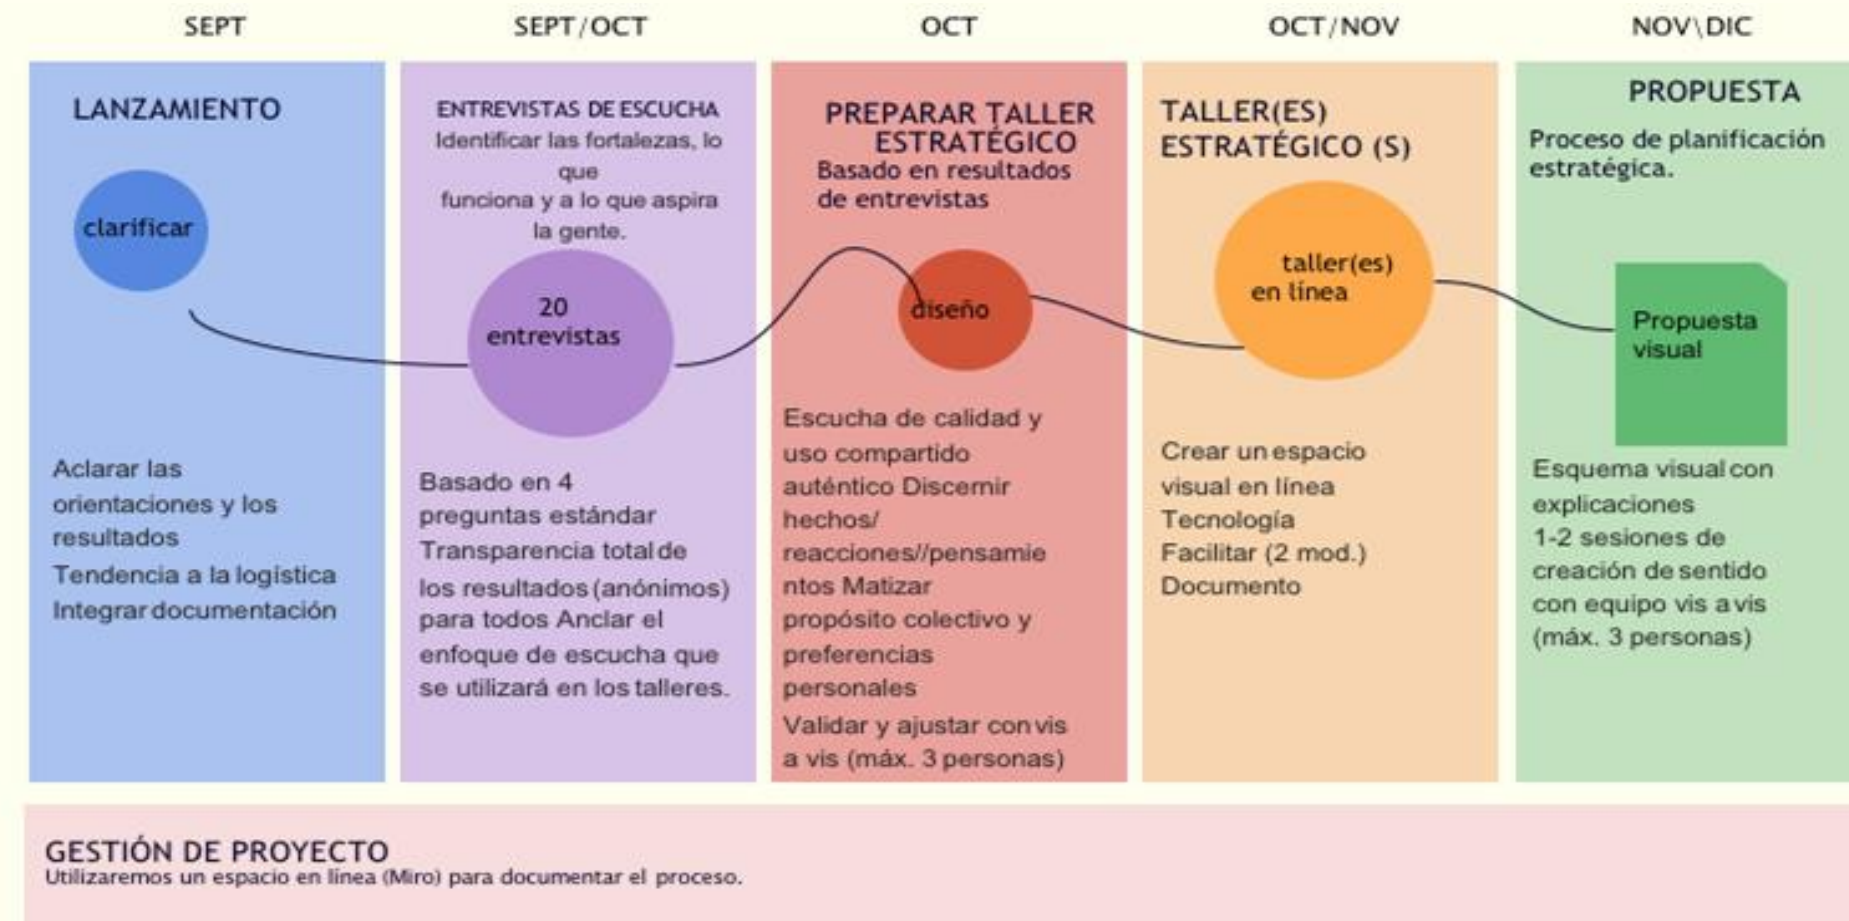 SEPT
SEPT/OCT
OCT
OCT/NOV
NOV\DIC
LANZAMIENTO
clarificar
Aclarar las
orientaciones y los
resultados
Tendencia a la logística
Integrar documentación
ENTREVISTAS DE ESCUCHA
Identificar las fortalezas, lo
que
funciona y a lo que aspira
la gente.
20
entrevistas
Basado en 4
preguntas estándar
Transparencia total de
los resultados (anónimos)
para todos Anclar el
enfoque de escucha que
se utilizará en los talleres.
PREPARAR TALLER
ESTRATÉGICO
Basado en resultados
de entrevistas
diseño
Escucha de calidad y
uso compartido
auténtico Discernir
hechos/
reacciones//pensamie
ntos Matizar
propósito colectivo y
preferencias
personales
Validar y ajustar con vis
a vis (máx. 3 personas)
TALLER(ES)
ESTRATÉGICO (S)
taller(es)
en línea
Crear un espacio
visual en línea
Tecnología
Facilitar (2 mod.)
Documento
PROPUESTA
Proceso de planificación
estratégica.
Propuesta
visual
Esquema visual con
explicaciones
1-2 sesiones de
creación de sentido
con equipo vis a vis
(máx. 3 personas)
GESTIÓN DE PROYECTO
Utilizaremos un espacio en línea (Miro) para documentar el proceso.